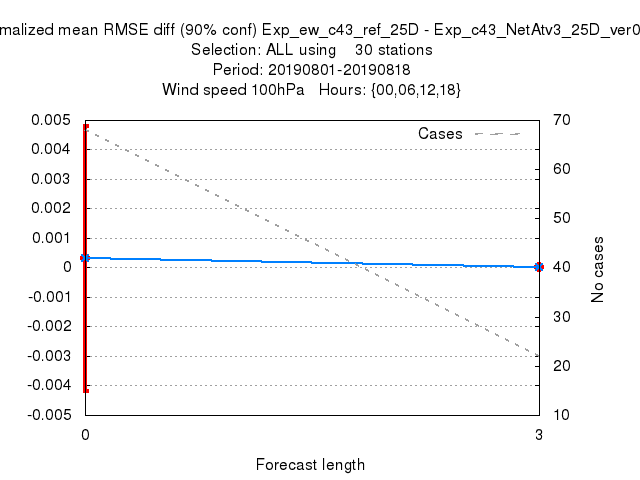 malized mean RMSE diff (90% conf) Exp_ew_c43_ref_25D - Exp_c43_NetAtv3_25D_ver0
Selection: ALL using 30 stations
Period: 20190801-20190818
Wind speed 100hPa Hours: {00,06,12,18}
Cases
0.005
0.004
0.003
0.002
0.001
0
-0.001
-0.002
-0.003
-0.004
-0.005
70
60
50
40
30
20
10
No cases
0
3
Forecast length